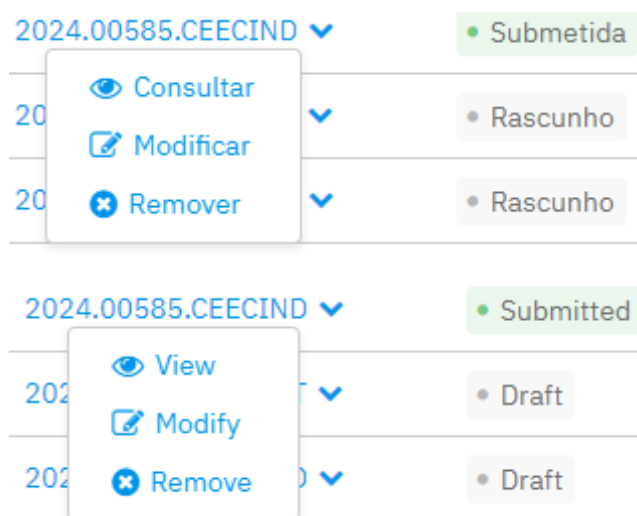 2024.00585.CEECIND Submetida
Consultar
20 Rascunho
Modificar
20 Rascunho
Remover
2024.00585.CEECIND Submitted
View
202 T Draft
Modify
202 Draft
Remove